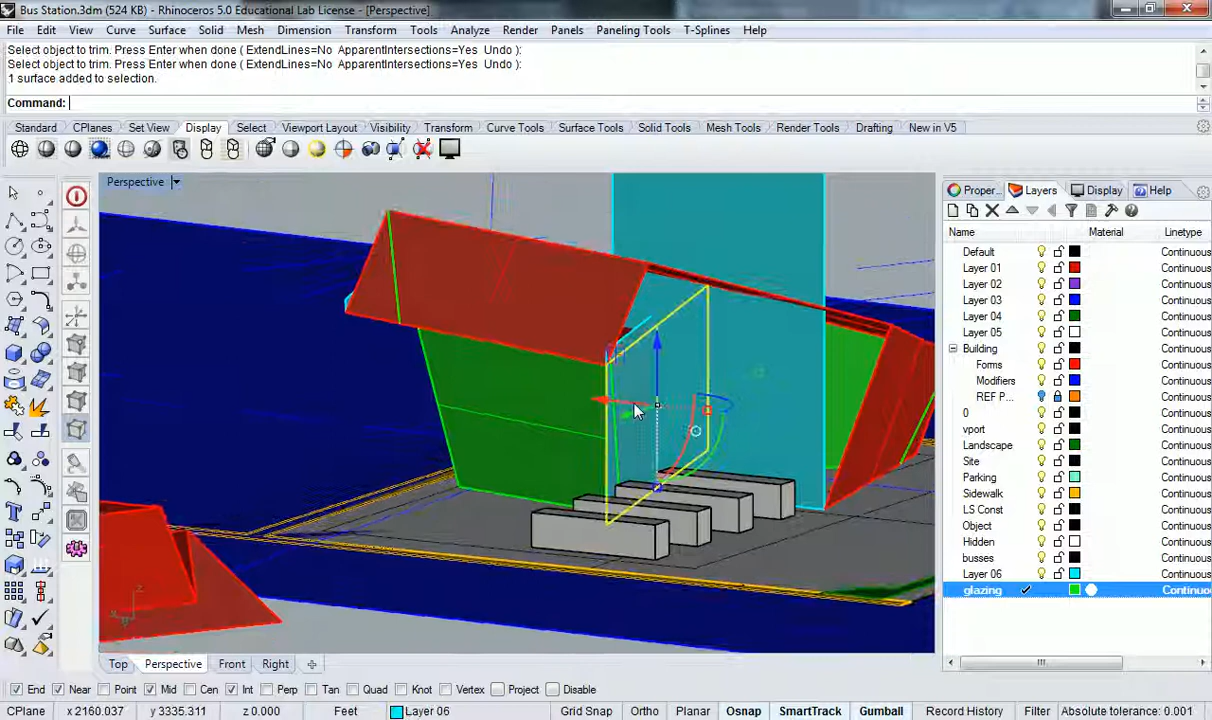 Bus Station.3dm (524 KB) - Rhinoceros 5.0 Educational Lab License - [Perspective]
File Edit View Curve Surface Solid Mesh Dimension Transform Tools Analyze Render Panels Paneling Tools T-Splines Help
Select object to trim. Press Enter when done ( ExtendLines=No ApparentIntersections=Yes Undo ):
Select object to trim. Press Enter when done ( ExtendLines=No ApparentIntersections=Yes Undo ):
1 surface added to selection.
Command:
Standard CPlanes Set View Display Select Viewport Layout Visibility Transform Curve Tools Surface Tools Solid Tools Mesh Tools Render Tools Drafting New in V5
Perspective
Proper... Layers Display Help
Name Material Linetype
Default Continuous
Layer 01 Continuous
Layer 02 Continuous
Layer 03 Continuous
Layer 04 Continuous
Layer 05 Continuous
Building Continuous
Forms Continuous
Modifiers Continuous
REF P... Continuous
0 Continuous
vport Continuous
Landscape Continuous
Site Continuous
Parking Continuous
Sidewalk Continuous
LS Const Continuous
Object Continuous
Hidden Continuous
busses Continuous
Layer 06 Continuous
glazing Continuo
z
Top Perspective Front Right
End Near Point Mid Cen Int Perp Tan Quad Knot Vertex Project Disable
CPlane x 2160.037 y 3335.311 z 0.000 Feet Layer 06 Grid Snap Ortho Planar Osnap SmartTrack Gumball Record History Filter Absolute tolerance: 0.001